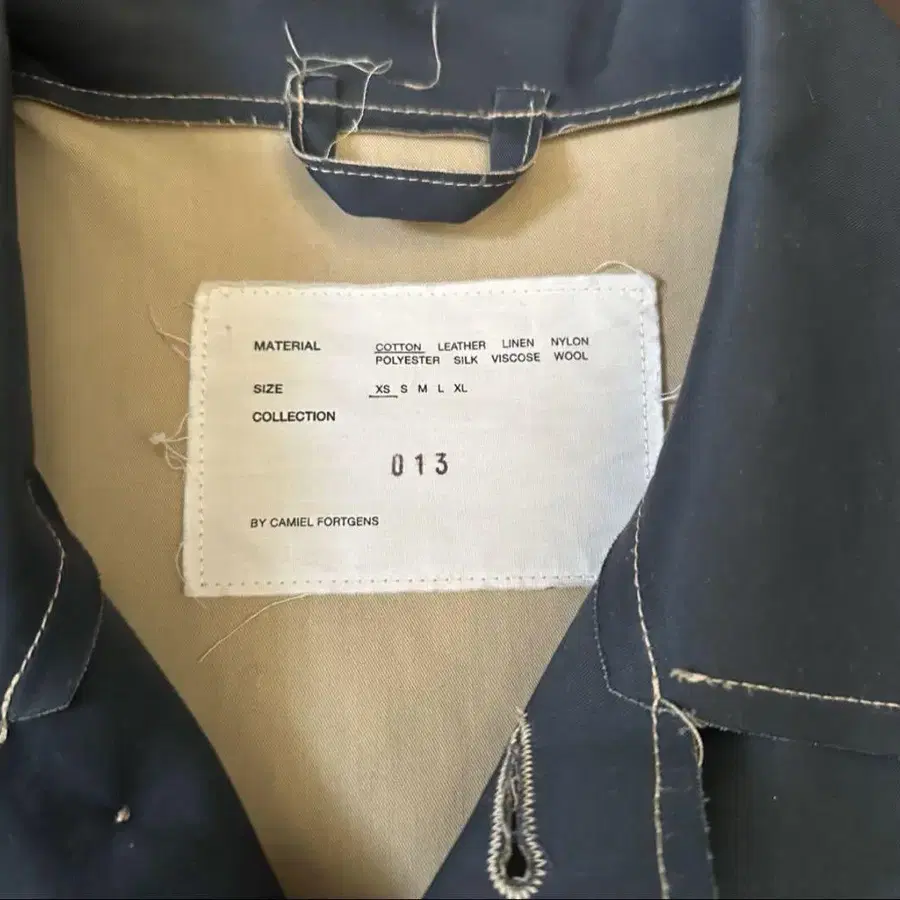 MATERIAL COTTON LEATHER LINEN NYLON
POLYESTER SILK VISCOSE WOOL
SIZE XS S M L XL
COLLECTION
013
BY CAMIEL FORTGENS